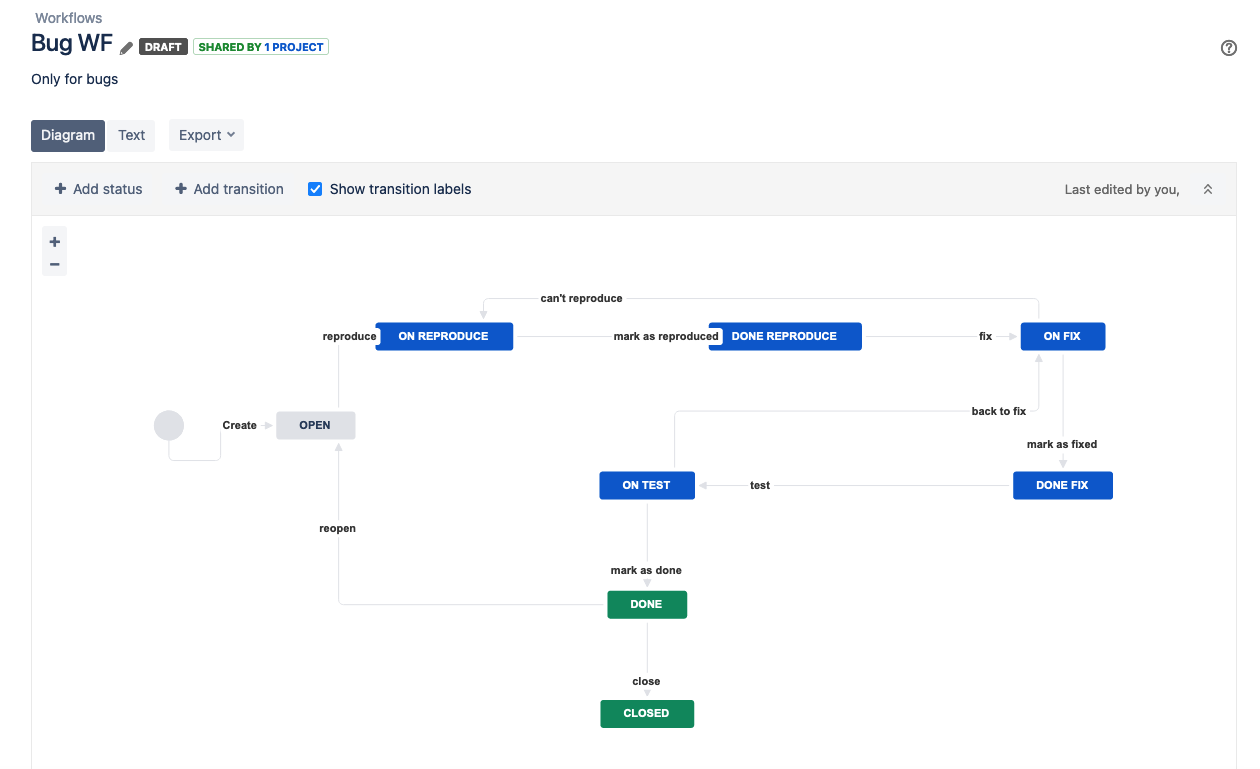 Workflows
Bug WF DRAFT SHARED BY 1 PROJECT
Only for bugs
Diagram Text Export
Add status Add transition Show transition labels Last edited by you,
can't reproduce
reproduce ON REPRODUCE mark as reproduced DONE REPRODUCE fix ON FIX
back to fix
Create OPEN
mark as fixed
ON TEST test DONE FIX
reopen
mark as done
DONE
close
CLOSED